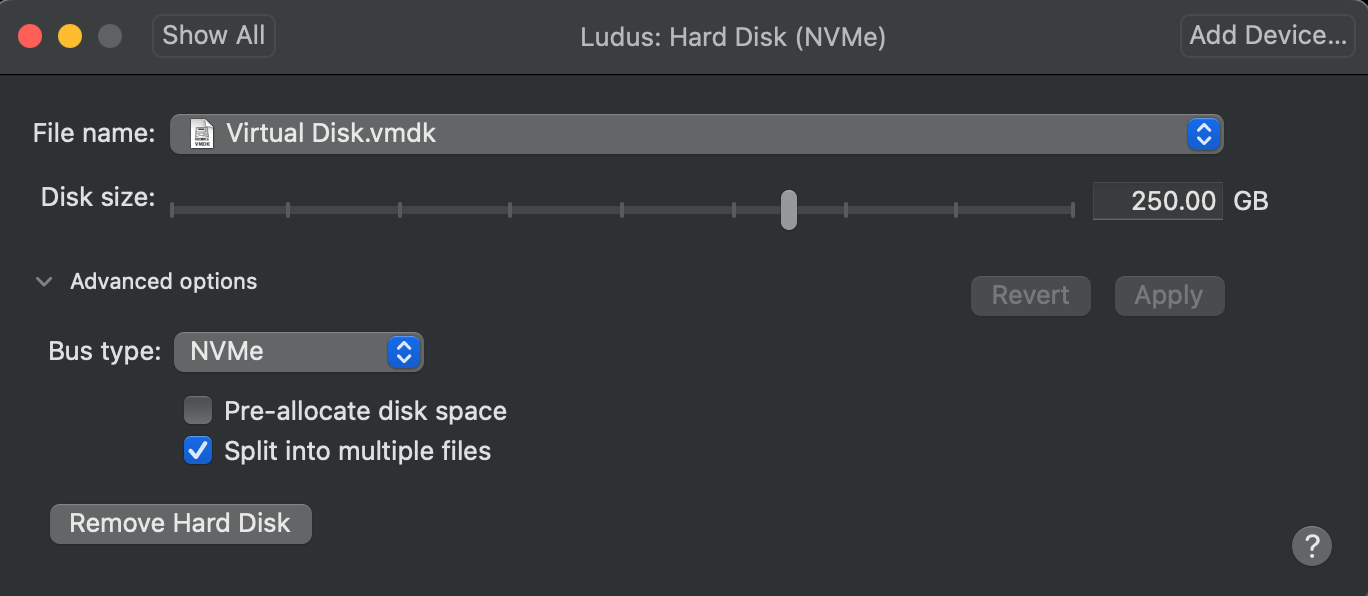 Show All
Ludus: Hard Disk (NVMe)
Add Device...
File name:
Virtual Disk.vmdk
Disk size:
250.00 GB
Advanced options
Revert
Apply
Bus type:
NVMe
Pre-allocate disk space
Split into multiple files
Remove Hard Disk
?